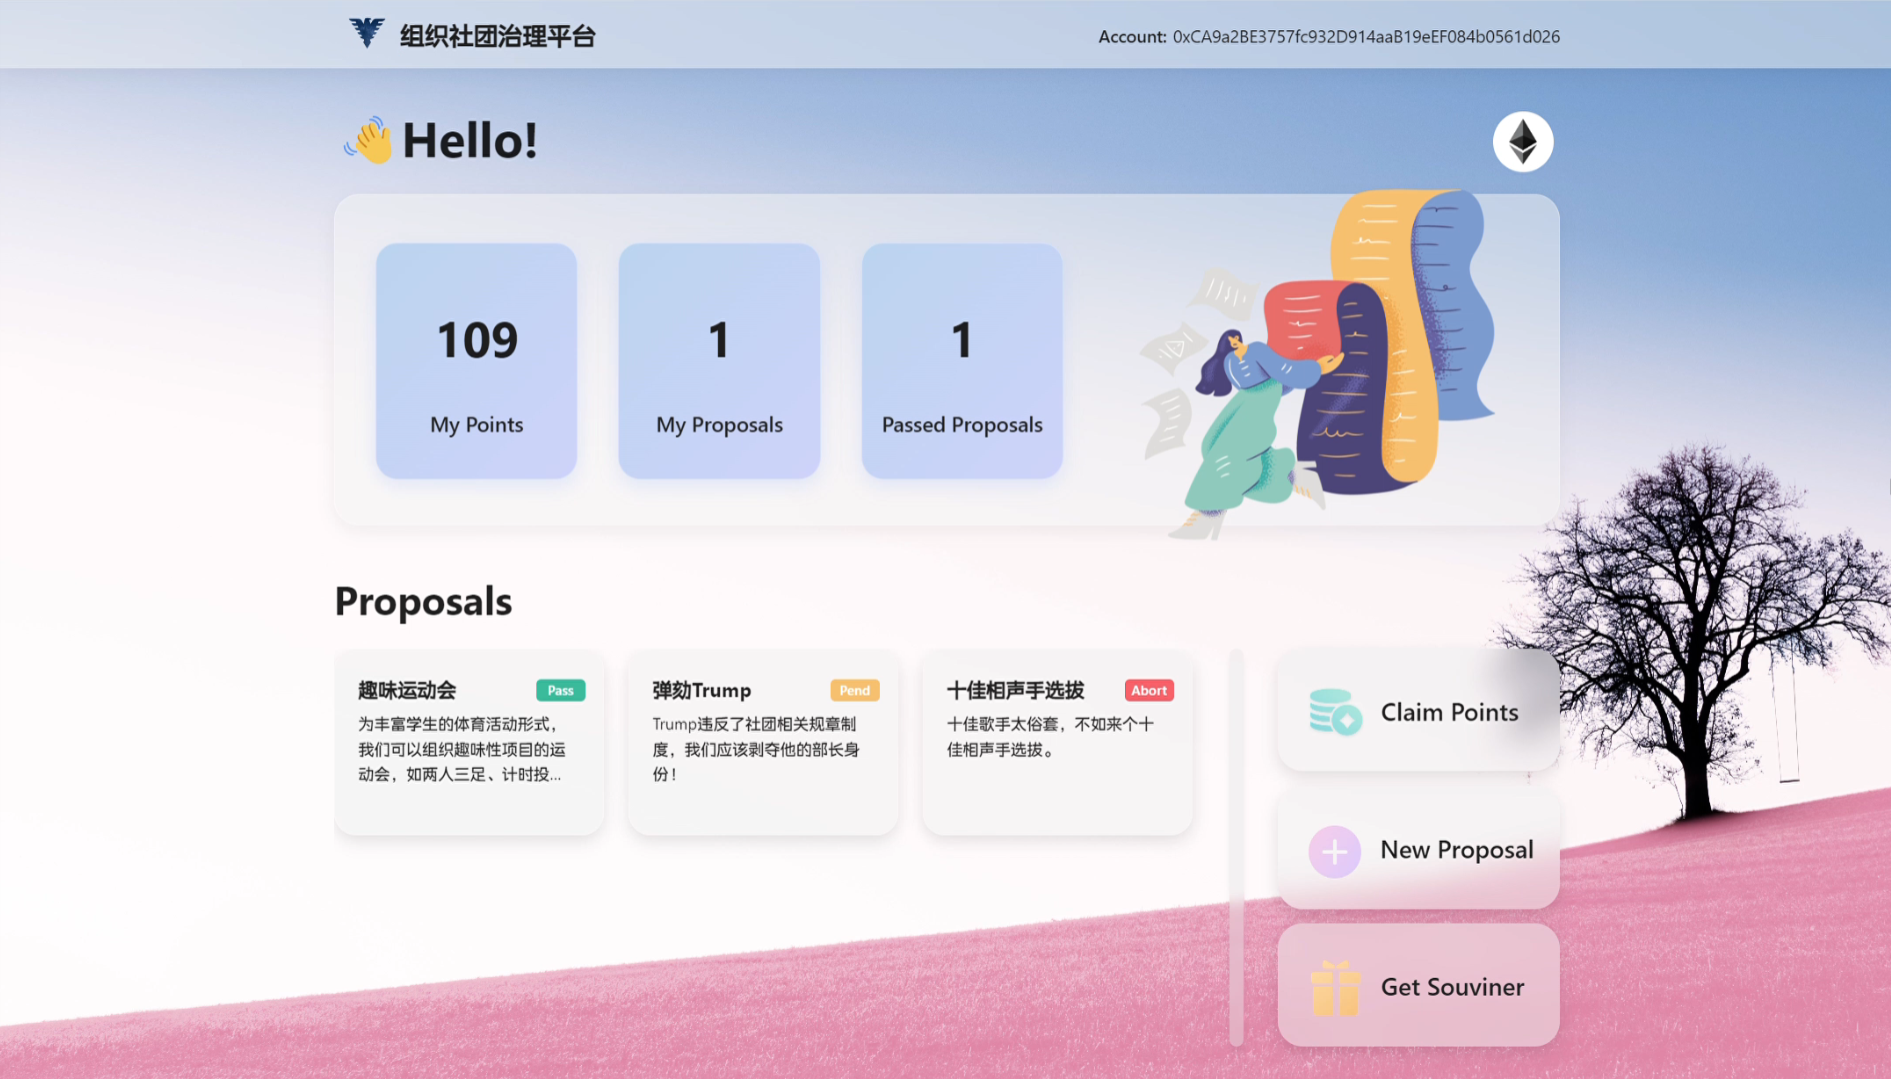 组织社团治理平台
Account: 0xCA9a2BE3757fc932D914aaB19eEF084b0561d026
Hello!
109
My Points
1
My Proposals
1
Passed Proposals
Proposals
趣味运动会
Pass
为丰富学生的体育活动形式，
我们可以组织趣味性项目的运
动会，如两人三足、计时投...
弹劾Trump
Pend
Trump违反了社团相关规章制
度，我们应该剥夺他的部长身
份！
十佳相声手选拔
Abort
十佳歌手太俗套，不如来个十
佳相声手选拔。
Claim Points
New Proposal
Get Souviner